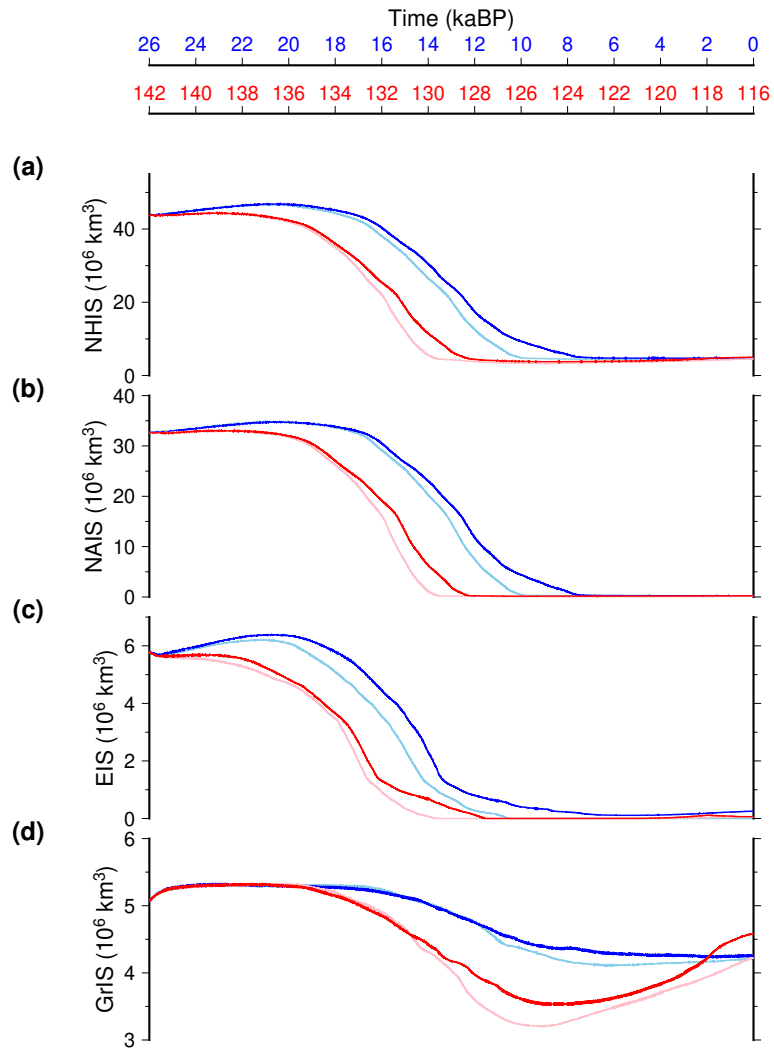 Time (kaBP)
26 24 22 20 18 16 14 12 10 8 6 4 2 0
142 140 138 136 134 132 130 128 126 124 122 120 118 116
(a)
NHIS (10⁶ km³)
40
20
0
(b)
NAIS (10⁶ km³)
40
30
20
10
0
(c)
EIS (10⁶ km³)
6
4
2
0
(d)
GrIS (10⁶ km³)
6
5
4
3